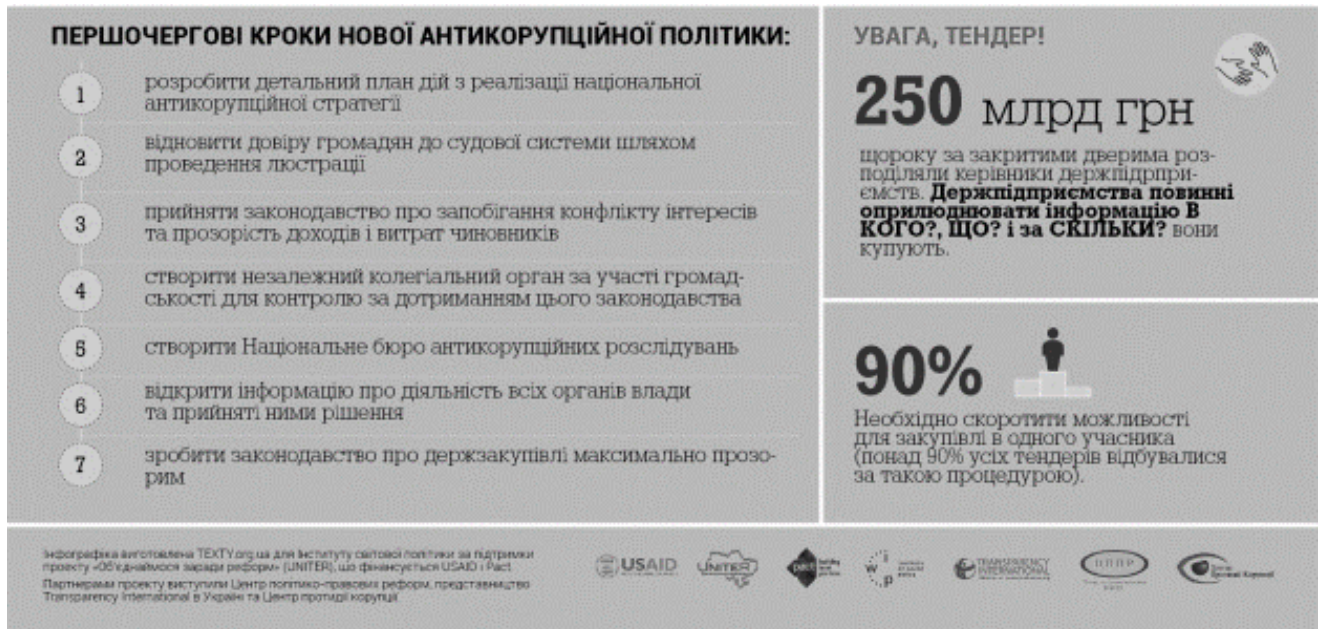 ПЕРШОЧЕРГОВІ КРОКИ НОВОЇ АНТИКОРУПЦІЙНОЇ ПОЛІТИКИ:
1
розробити детальний план дій з реалізації національної
антикорупційної стратегії
2
відновити довіру громадян до судової системи шляхом
проведення люстрації
3
прийняти законодавство про запобігання конфлікту інтересів
та прозорість доходів і витрат чиновників
4
створити незалежний колегіальний орган за участі громад-
ськості для контролю за дотриманням цього законодавства
5
створити Національне бюро антикорупційних розслідувань
6
відкрити інформацію про діяльність всіх органів влади
та прийняті ними рішення
7
зробити законодавство про держзакупівлі максимально прозо-
рим
УВАГА, ТЕНДЕР!
250 млрд грн
щороку за закритими дверима роз-
поділяли керівники держпідрпри-
ємств. Держпідприємства повинні
оприлюднювати інформацію В
КОГО?, ЩО? і за СКІЛЬКИ? вони
купують.
90%
Необхідно скоротити можливості
для закупівлі в одного учасника
(понад 90% усіх тендерів відбувалися
за такою процедурою).
Інфографіка виготовлена TEXTY.org.ua для Інституту світової політики за підтримки
проекту «Об'єднаймося заради реформ» (UNITER), що фінансується USAID і Pact
Партнерами проекту виступили Центр політико-правових реформ, представництво
Transparency International в Україні та Центр протидії корупції
USAID
UNITER
pact
w i p
TRANSPARENCY
INTERNATIONAL
ЦППР